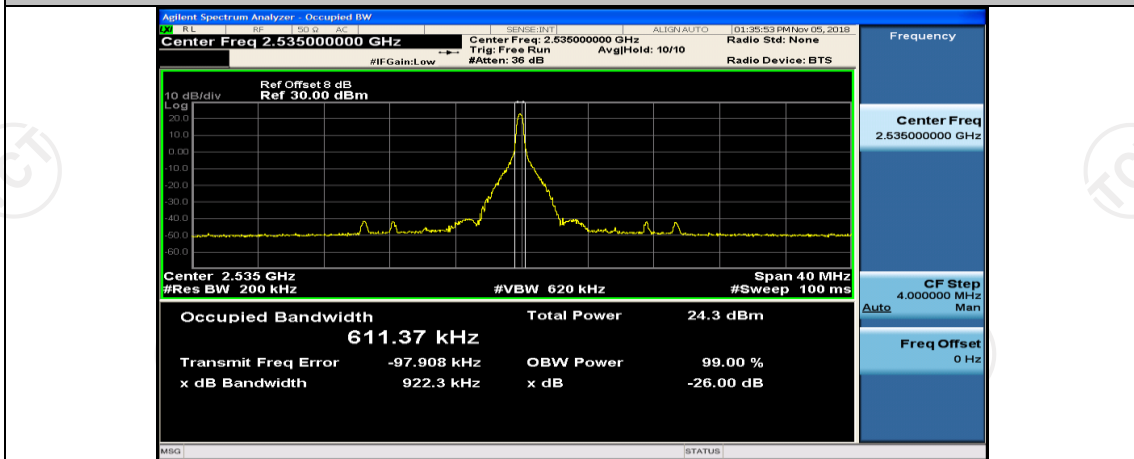 Agilent Spectrum Analyzer - Occupied BW
LXI RL RF 50 Ω AC SENSE:INT ALIGN AUTO 01:35:53 PM Nov 05, 2018
Center Freq 2.535000000 GHz Center Freq: 2.535000000 GHz Radio Std: None
Trig: Free Run Avg|Hold: 10/10
#IFGain:Low #Atten: 36 dB Radio Device: BTS
Ref Offset 8 dB
10 dB/div Ref 30.00 dBm
Log
20.0
10.0
0.00
-10.0
-20.0
-30.0
-40.0
-50.0
-60.0
Center 2.535 GHz Span 40 MHz
#Res BW 200 kHz #VBW 620 kHz #Sweep 100 ms
Occupied Bandwidth Total Power 24.3 dBm
611.37 kHz
Transmit Freq Error -97.908 kHz OBW Power 99.00 %
x dB Bandwidth 922.3 kHz x dB -26.00 dB
MSG STATUS
Frequency
Center Freq
2.535000000 GHz
CF Step
4.000000 MHz
Auto Man
Freq Offset
0 Hz
TCT